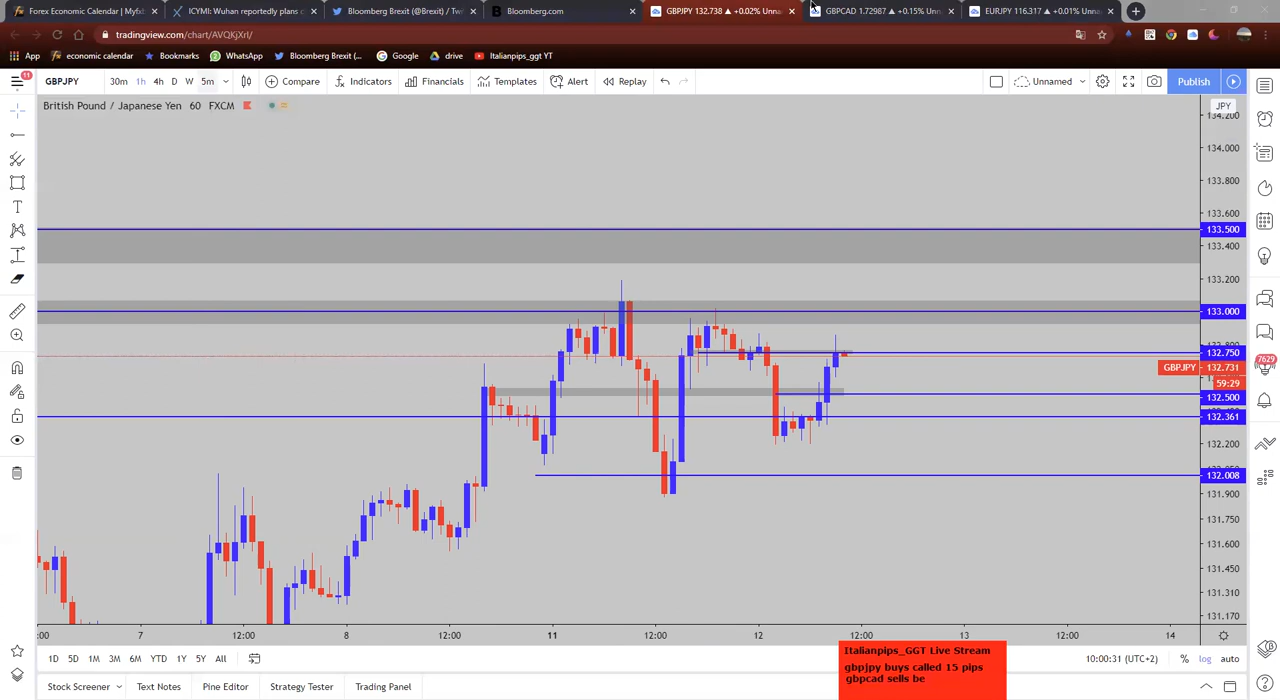 Forex Economic Calendar | Myfx
ICYMI: Wuhan reportedly plans c
Bloomberg Brexit (@Brexit) / Tw
Bloomberg.com
GBPJPY 132.738 ▲ +0.02% Unna
GBPCAD 1.72987 ▲ +0.15% Unn
EURJPY 116.317 ▲ +0.01% Unna
tradingview.com/chart/AVQKjXrI/
App
economic calendar
Bookmarks
WhatsApp
Bloomberg Brexit (...
Google
drive
Italianpips_ggt YT
11
GBPJPY
30m 1h 4h D W 5m
Compare
Indicators
Financials
Templates
Alert
Replay
Unnamed
Publish
British Pound / Japanese Yen 60 FXCM
JPY
134.200
134.000
133.800
133.600
133.500
133.400
133.200
133.000
132.750
GBPJPY 132.731
59:29
132.500
132.361
132.200
132.008
131.900
131.750
131.600
131.450
131.310
131.170
7629
:00 7 12:00 8 12:00 11 12:00 12 12:00 13 12:00 14
1D 5D 1M 3M 6M YTD 1Y 5Y All
10:00:31 (UTC+2) % log auto
Italianpips_GGT Live Stream
gbpjpy buys called 15 pips
gbpcad sells be
Stock Screener
Text Notes
Pine Editor
Strategy Tester
Trading Panel